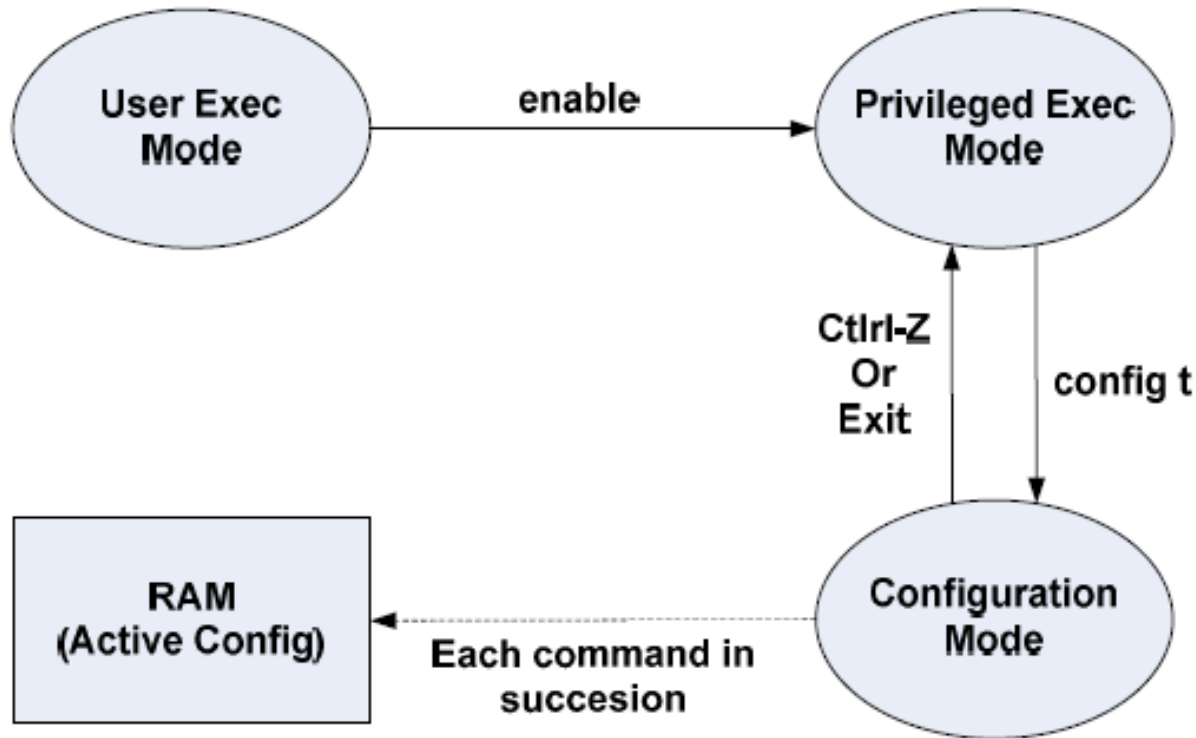 User Exec
Mode
enable
Privileged Exec
Mode
Ctlrl-Z
Or
Exit
config t
RAM
(Active Config)
Each command in
succesion
Configuration
Mode